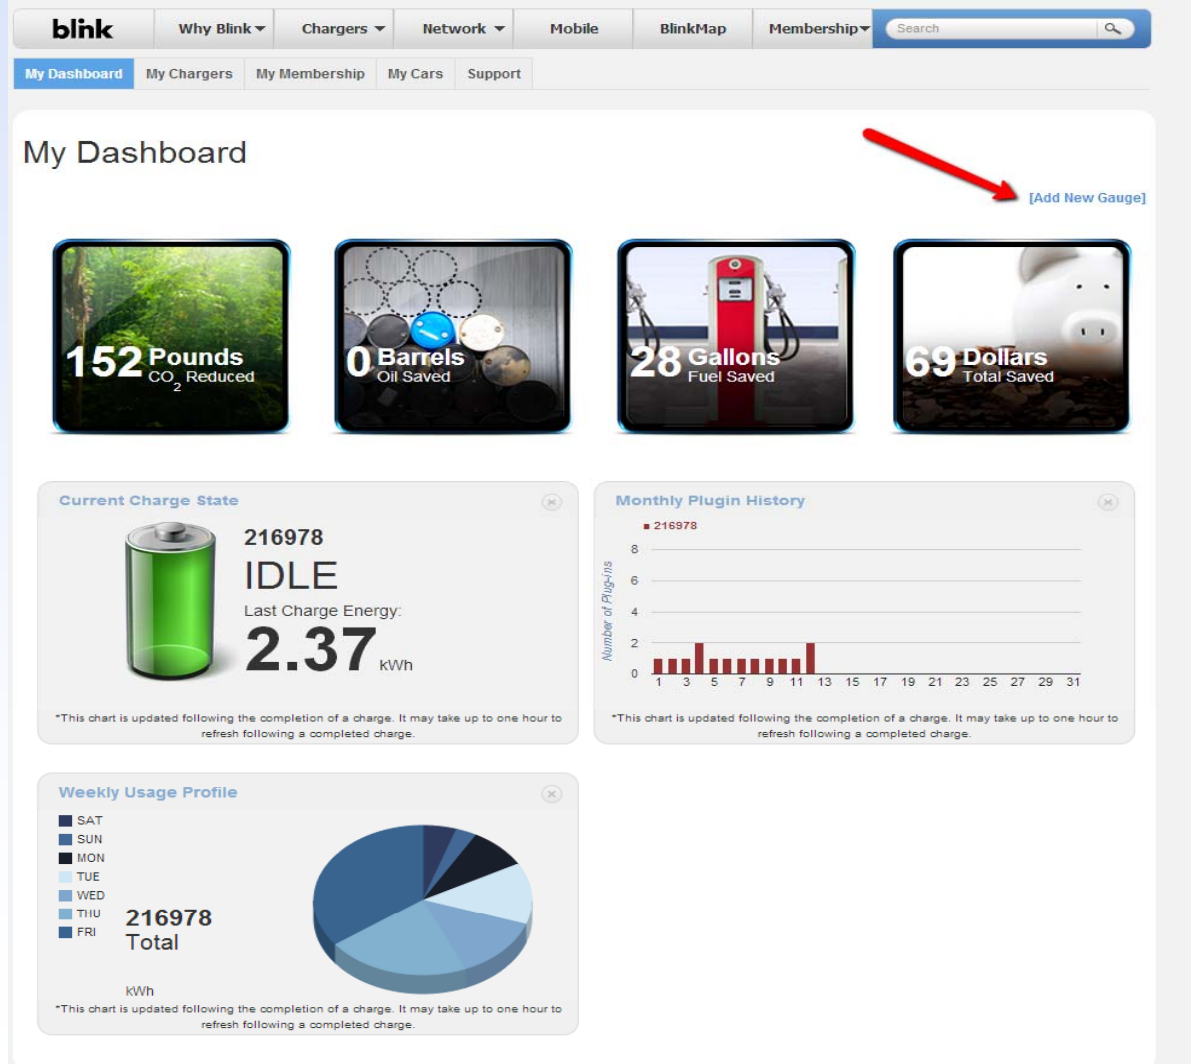 blink Why Blink Chargers Network Mobile BlinkMap Membership Search
My Dashboard My Chargers My Membership My Cars Support
My Dashboard
[Add New Gauge]
152 Pounds
CO2 Reduced
0 Barrels
Oil Saved
28 Gallons
Fuel Saved
69 Dollars
Total Saved
Current Charge State
216978
IDLE
Last Charge Energy:
2.37 kWh
*This chart is updated following the completion of a charge. It may take up to one hour to
refresh following a completed charge.
Monthly Plugin History
216978
Number of Plug-ins
8
6
4
2
0
1 3 5 7 9 11 13 15 17 19 21 23 25 27 29 31
*This chart is updated following the completion of a charge. It may take up to one hour to
refresh following a completed charge.
Weekly Usage Profile
SAT
SUN
MON
TUE
WED
THU
FRI
216978
Total
kWh
*This chart is updated following the completion of a charge. It may take up to one hour to
refresh following a completed charge.